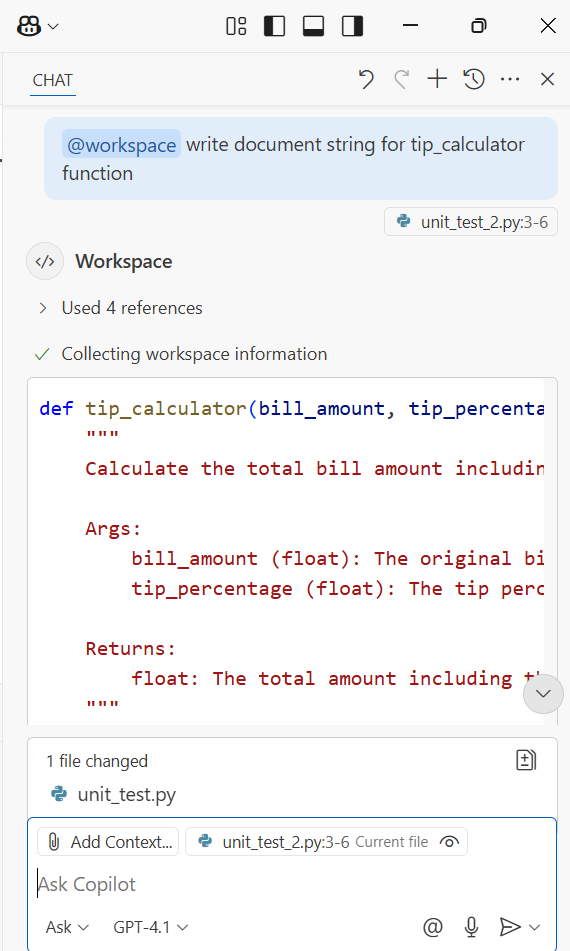 CHAT
@workspace write document string for tip_calculator
function
unit_test_2.py:3-6
Workspace
Used 4 references
Collecting workspace information
def tip_calculator(bill_amount, tip_percenta
"""
Calculate the total bill amount includin
Args:
bill_amount (float): The original bi
tip_percentage (float): The tip perc
Returns:
float: The total amount including th
"""
1 file changed
unit_test.py
Add Context...
unit_test_2.py:3-6 Current file
Ask Copilot
Ask
GPT-4.1